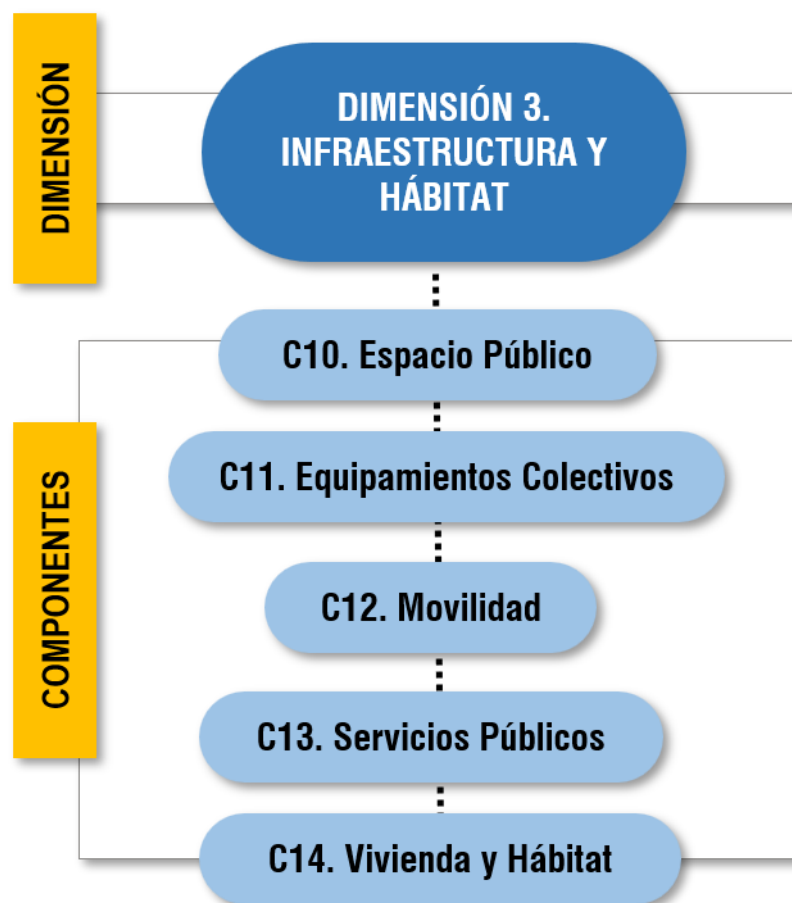 DIMENSIÓN
DIMENSIÓN 3.
INFRAESTRUCTURA Y
HÁBITAT
COMPONENTES
C10. Espacio Público
C11. Equipamientos Colectivos
C12. Movilidad
C13. Servicios Públicos
C14. Vivienda y Hábitat